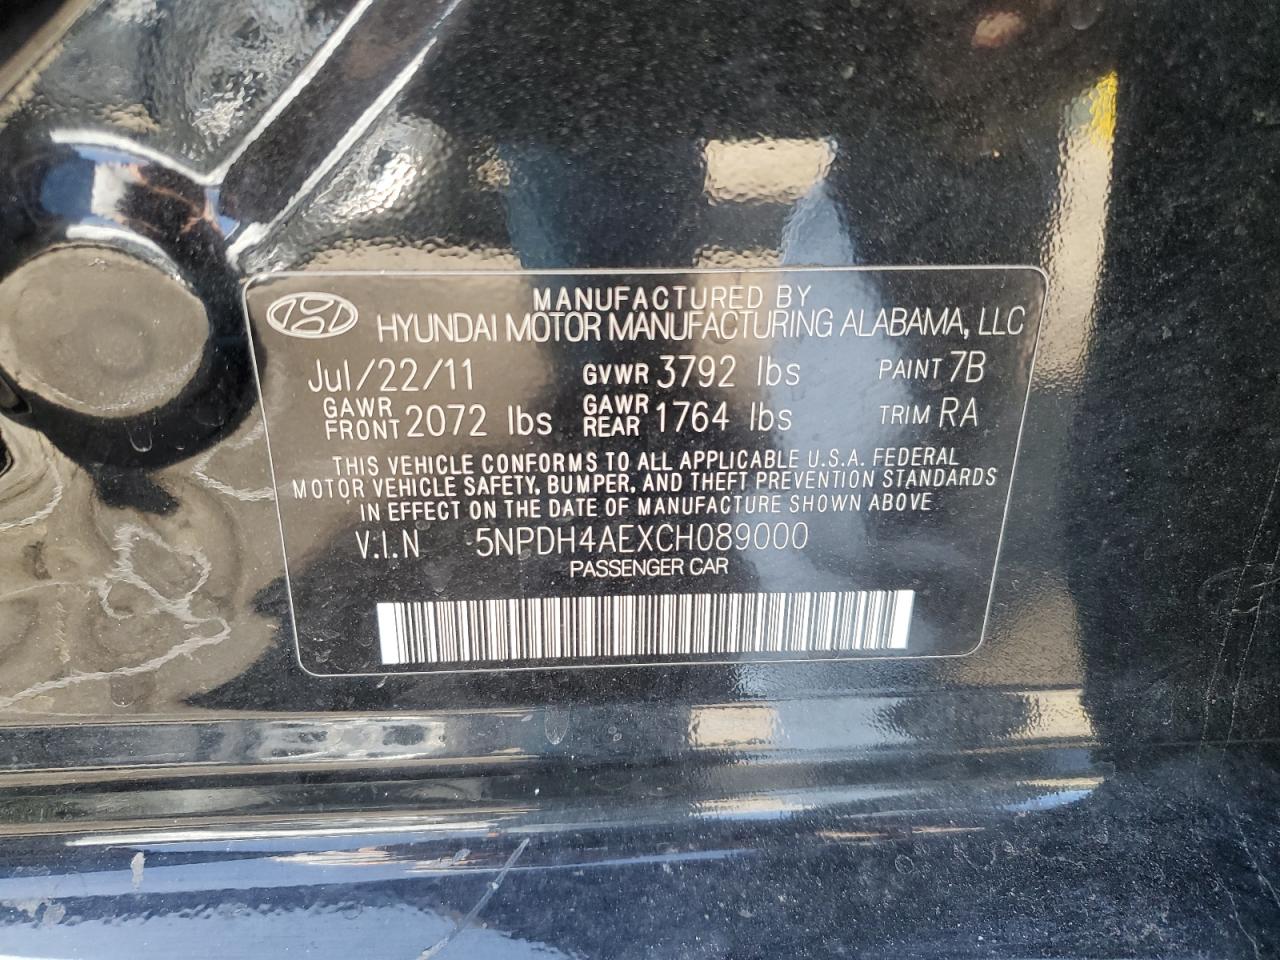 MANUFACTURED BY
HYUNDAI MOTOR MANUFACTURING ALABAMA, LLC
Jul/22/11 GVWR 3792 lbs PAINT 7B
GAWR FRONT 2072 lbs GAWR REAR 1764 lbs TRIM RA
THIS VEHICLE CONFORMS TO ALL APPLICABLE U.S.A. FEDERAL
MOTOR VEHICLE SAFETY, BUMPER, AND THEFT PREVENTION STANDARDS
IN EFFECT ON THE DATE OF MANUFACTURE SHOWN ABOVE
V.I.N 5NPDH4AEXCH089000
PASSENGER CAR